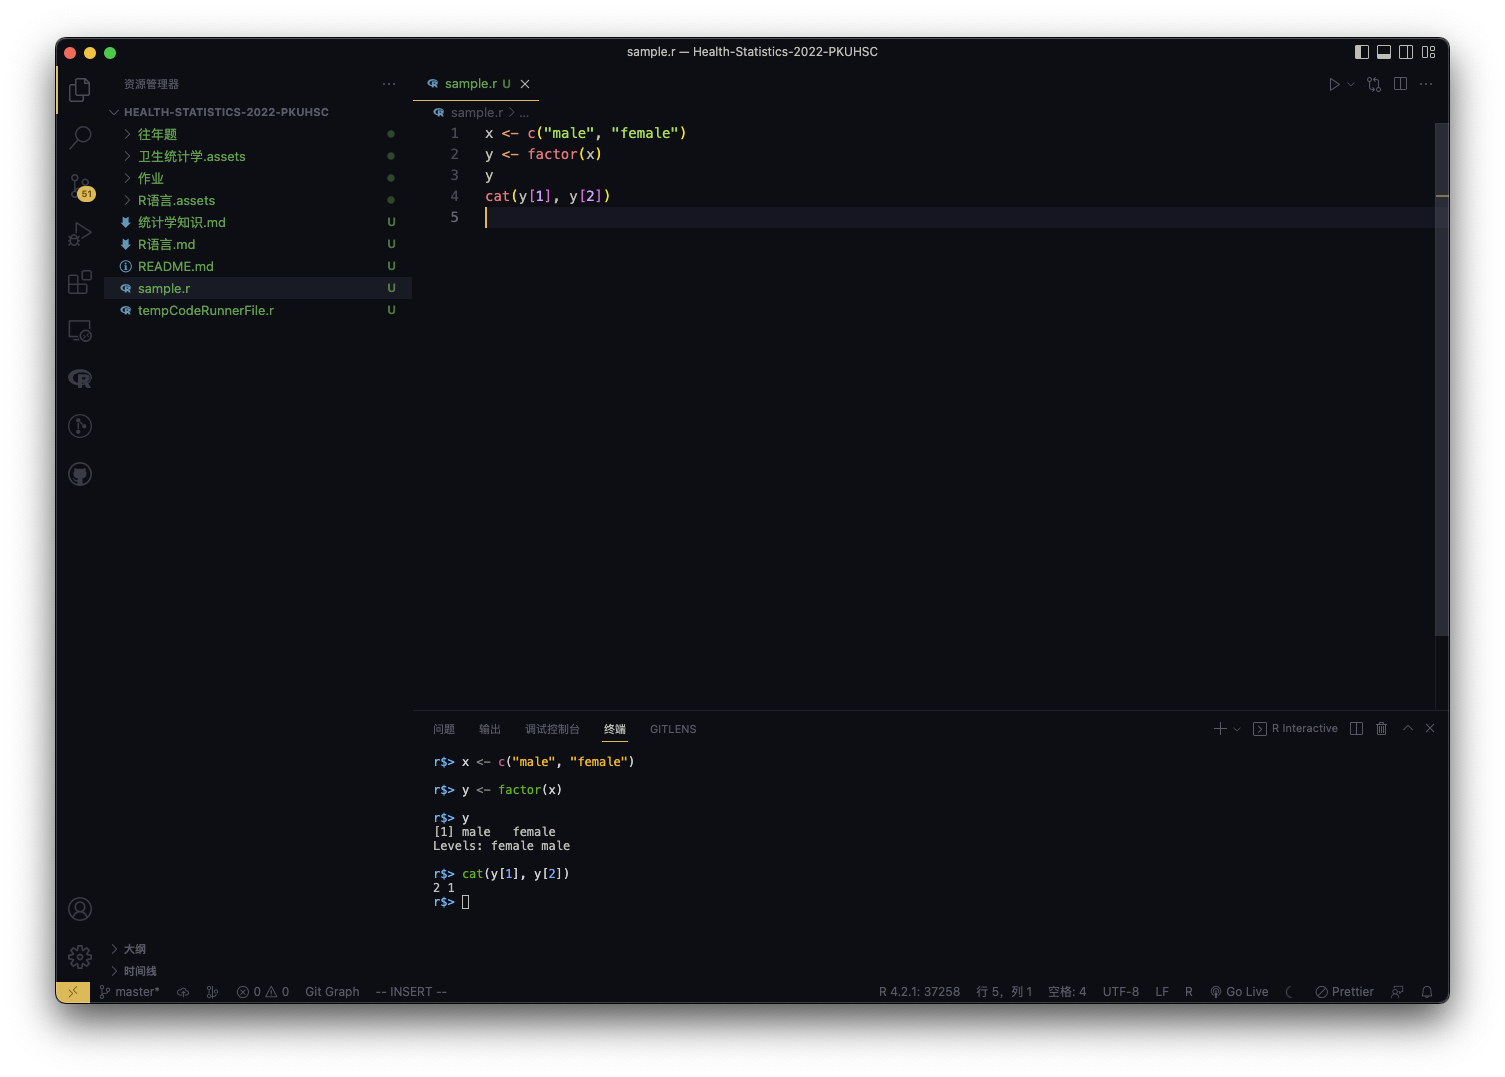 sample.r — Health-Statistics-2022-PKUHSC
资源管理器
sample.r U
HEALTH-STATISTICS-2022-PKUHSC
往年题
卫生统计学.assets
作业
R语言.assets
统计学知识.md U
R语言.md U
README.md U
sample.r U
tempCodeRunnerFile.r U
51
sample.r > ...
1 x <- c("male", "female")
2 y <- factor(x)
3 y
4 cat(y[1], y[2])
5
问题 输出 调试控制台 终端 GITLENS
R Interactive
r$> x <- c("male", "female")
r$> y <- factor(x)
r$> y
[1] male   female
Levels: female male
r$> cat(y[1], y[2])
2 1
r$>
大纲
时间线
master* 0 0 Git Graph -- INSERT -- R 4.2.1: 37258 行 5，列 1 空格: 4 UTF-8 LF R Go Live Prettier